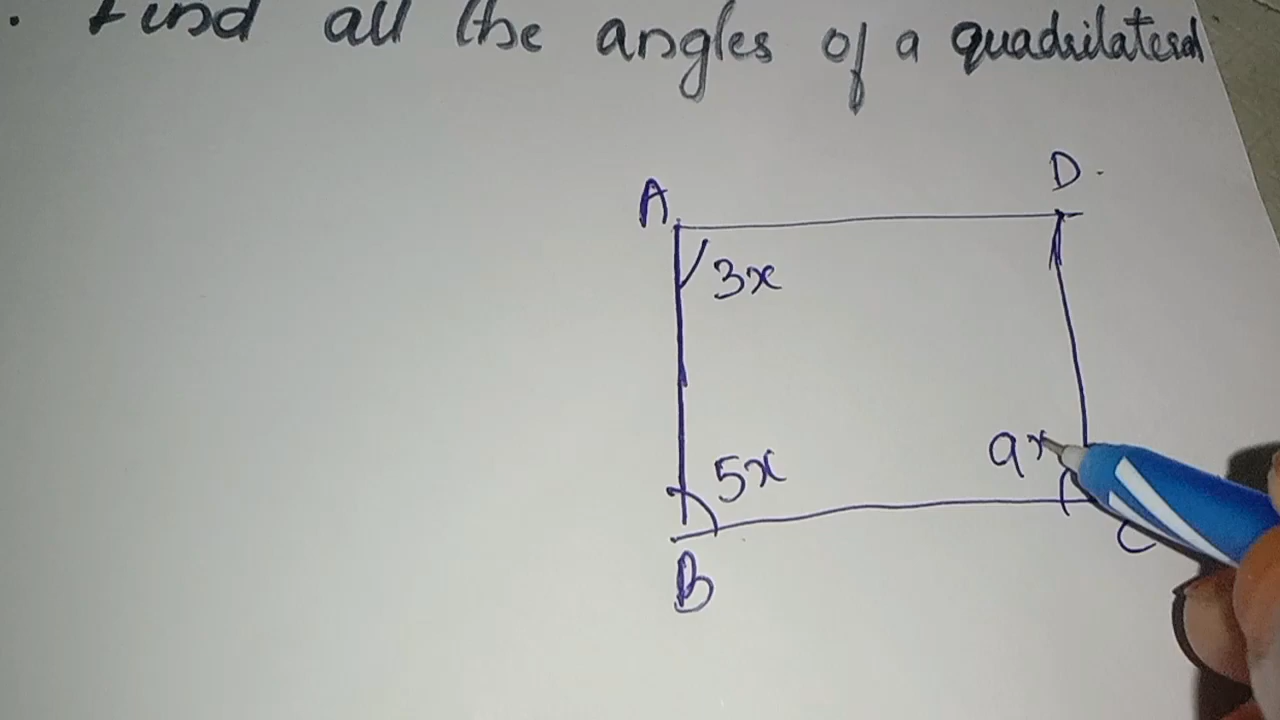 . Find all the angles of a quadrilateral
A
D.
3x
9x
5x
C
B